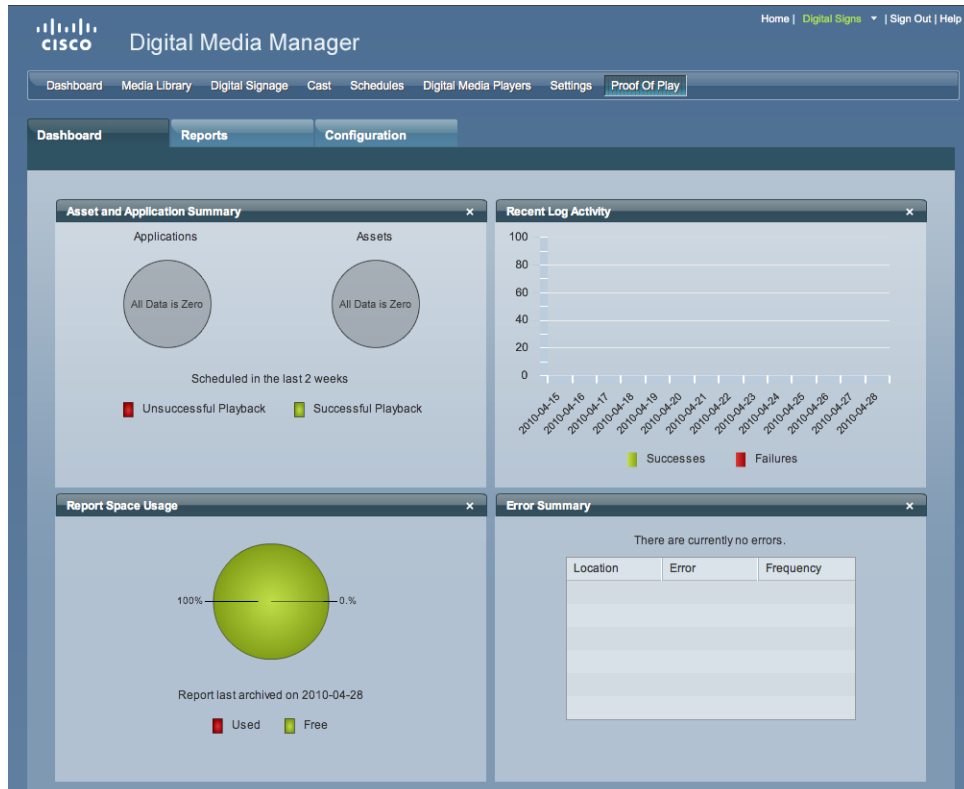 Home | Digital Signs | Sign Out | Help
CISCO
Digital Media Manager
Dashboard Media Library Digital Signage Cast Schedules Digital Media Players Settings Proof Of Play
Dashboard Reports Configuration
Asset and Application Summary ×
Applications Assets
All Data is Zero All Data is Zero
Scheduled in the last 2 weeks
Unsuccessful Playback Successful Playback
Recent Log Activity ×
100
80
60
40
20
0
2010-04-15 2010-04-16 2010-04-17 2010-04-18 2010-04-19 2010-04-20 2010-04-21 2010-04-22 2010-04-23 2010-04-24 2010-04-25 2010-04-26 2010-04-27 2010-04-28
Successes Failures
Report Space Usage ×
100% 0.%
Report last archived on 2010-04-28
Used Free
Error Summary ×
There are currently no errors.
Location Error Frequency